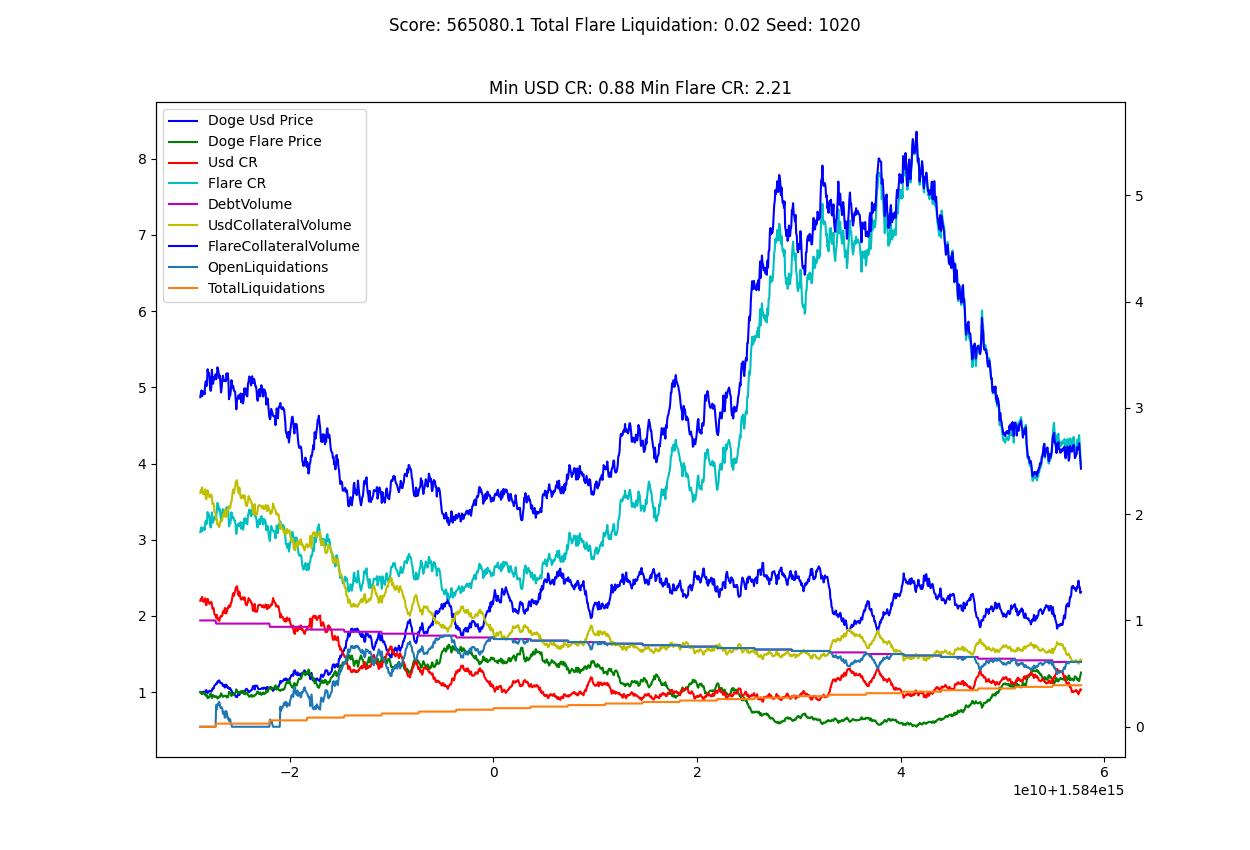 Score: 565080.1 Total Flare Liquidation: 0.02 Seed: 1020
Min USD CR: 0.88 Min Flare CR: 2.21
Doge Usd Price
Doge Flare Price
Usd CR
Flare CR
DebtVolume
UsdCollateralVolume
FlareCollateralVolume
OpenLiquidations
TotalLiquidations
8
7
6
5
4
3
2
1
5
4
3
2
1
0
−2
0
2
4
6
1e10+1.584e15